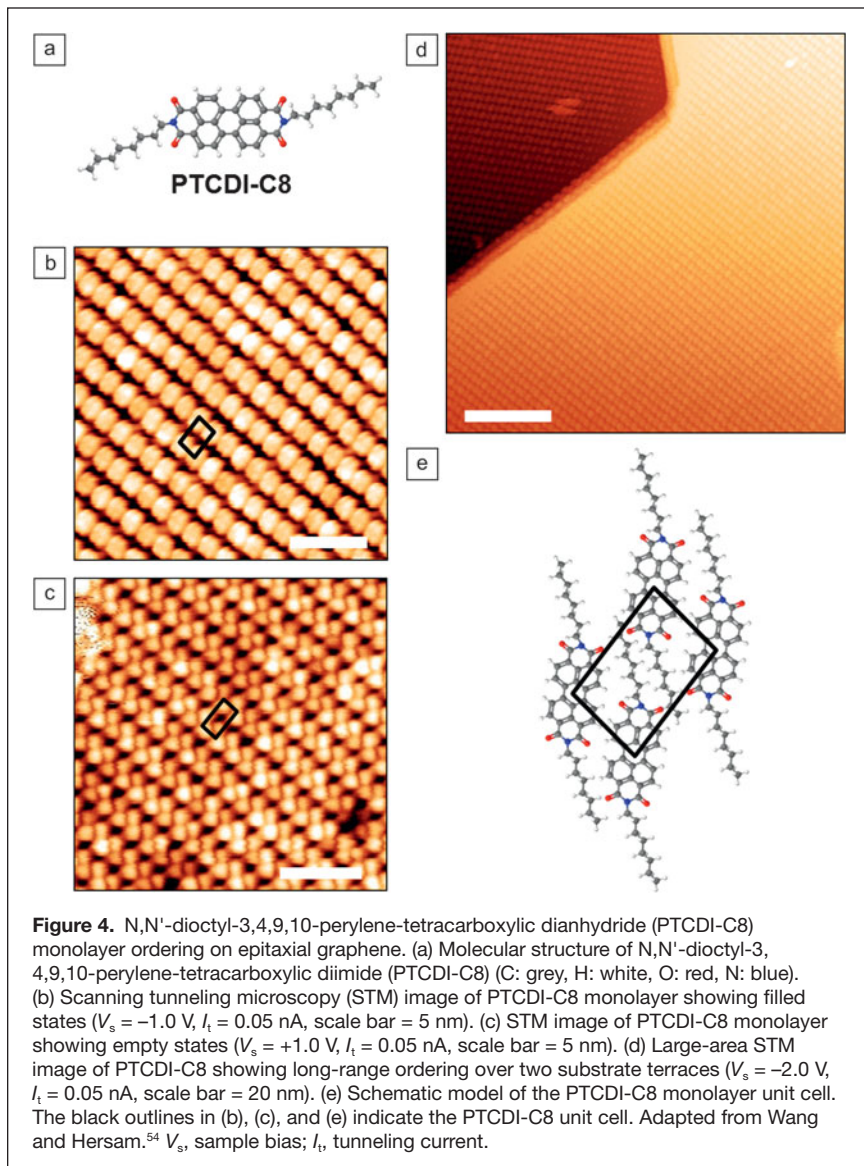 a
PTCDI-C8
b
c
d
e
Figure 4. N,N'-dioctyl-3,4,9,10-perylene-tetracarboxylic dianhydride (PTCDI-C8)
monolayer ordering on epitaxial graphene. (a) Molecular structure of N,N'-dioctyl-3,
4,9,10-perylene-tetracarboxylic diimide (PTCDI-C8) (C: grey, H: white, O: red, N: blue).
(b) Scanning tunneling microscopy (STM) image of PTCDI-C8 monolayer showing filled
states (Vs = –1.0 V, It = 0.05 nA, scale bar = 5 nm). (c) STM image of PTCDI-C8 monolayer
showing empty states (Vs = +1.0 V, It = 0.05 nA, scale bar = 5 nm). (d) Large-area STM
image of PTCDI-C8 showing long-range ordering over two substrate terraces (Vs = –2.0 V,
It = 0.05 nA, scale bar = 20 nm). (e) Schematic model of the PTCDI-C8 monolayer unit cell.
The black outlines in (b), (c), and (e) indicate the PTCDI-C8 unit cell. Adapted from Wang
and Hersam.54 Vs, sample bias; It, tunneling current.